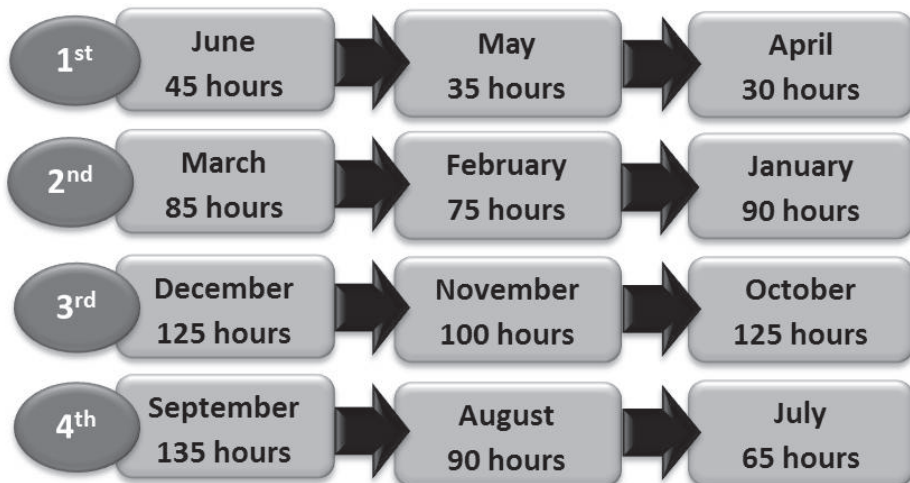 1st
June
45 hours
May
35 hours
April
30 hours
2nd
March
85 hours
February
75 hours
January
90 hours
3rd
December
125 hours
November
100 hours
October
125 hours
4th
September
135 hours
August
90 hours
July
65 hours